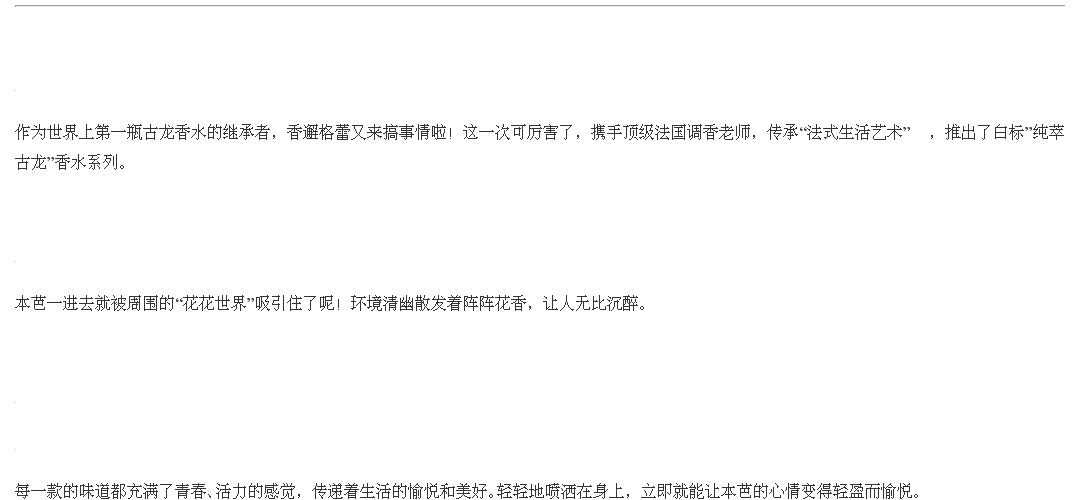 作为世界上第一瓶古龙香水的继承者，香邂格蕾又来搞事情啦！这一次可厉害了，携手顶级法国调香老师，传承“法式生活艺术” ，推出了白标”纯萃
古龙”香水系列。
本芭一进去就被周围的“花花世界”吸引住了呢！环境清幽散发着阵阵花香，让人无比沉醉。
每一款的味道都充满了青春、活力的感觉，传递着生活的愉悦和美好。轻轻地喷洒在身上，立即就能让本芭的心情变得轻盈而愉悦。